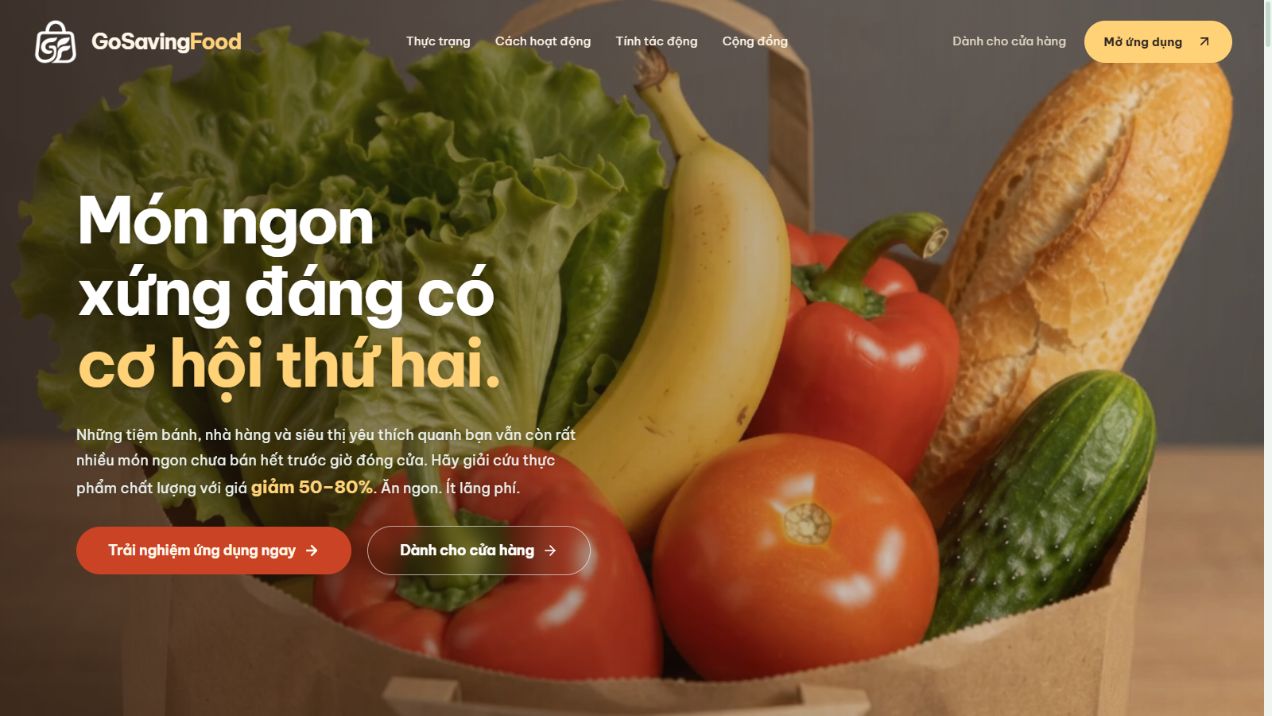 GoSavingFood
Thực trạng
Cách hoạt động
Tính tác động
Cộng đồng
Dành cho cửa hàng
Mở ứng dụng
Món ngon
xứng đáng có
cơ hội thứ hai.
Những tiệm bánh, nhà hàng và siêu thị yêu thích quanh bạn vẫn còn rất
nhiều món ngon chưa bán hết trước giờ đóng cửa. Hãy giải cứu thực
phẩm chất lượng với giá giảm 50–80%. Ăn ngon. Ít lãng phí.
Trải nghiệm ứng dụng ngay →
Dành cho cửa hàng →